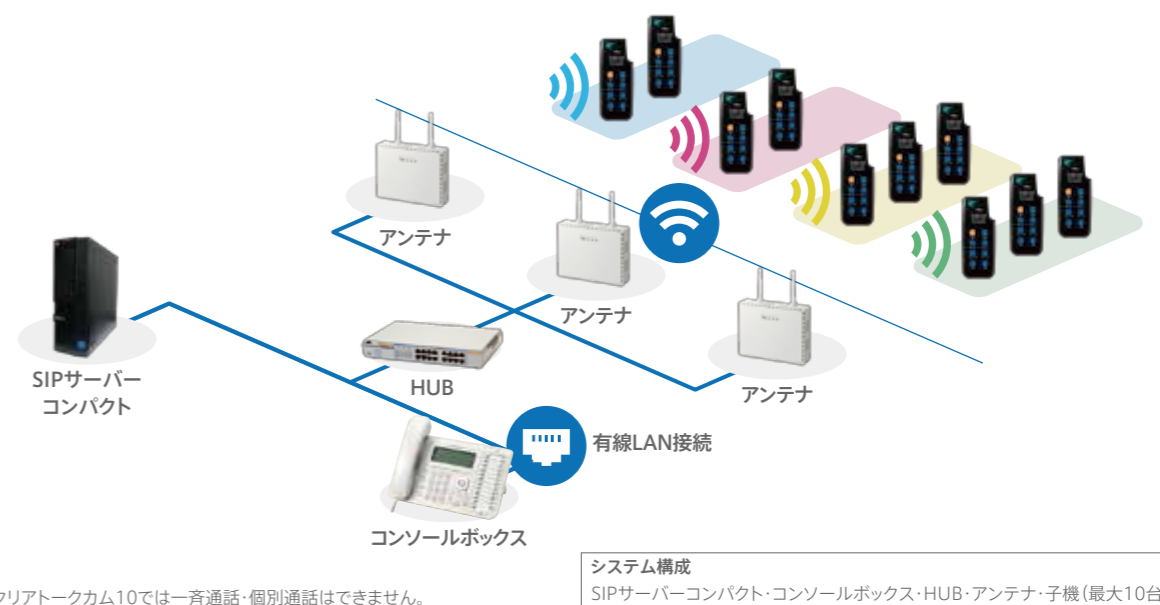 アンテナ
アンテナ
アンテナ
SIPサーバー
コンパクト
HUB
有線LAN接続
コンソールボックス
リアトークカム10では一斉通話・個別通話はできません。
システム構成
SIPサーバーコンパクト・コンソールボックス・HUB・アンテナ・子機（最大10台